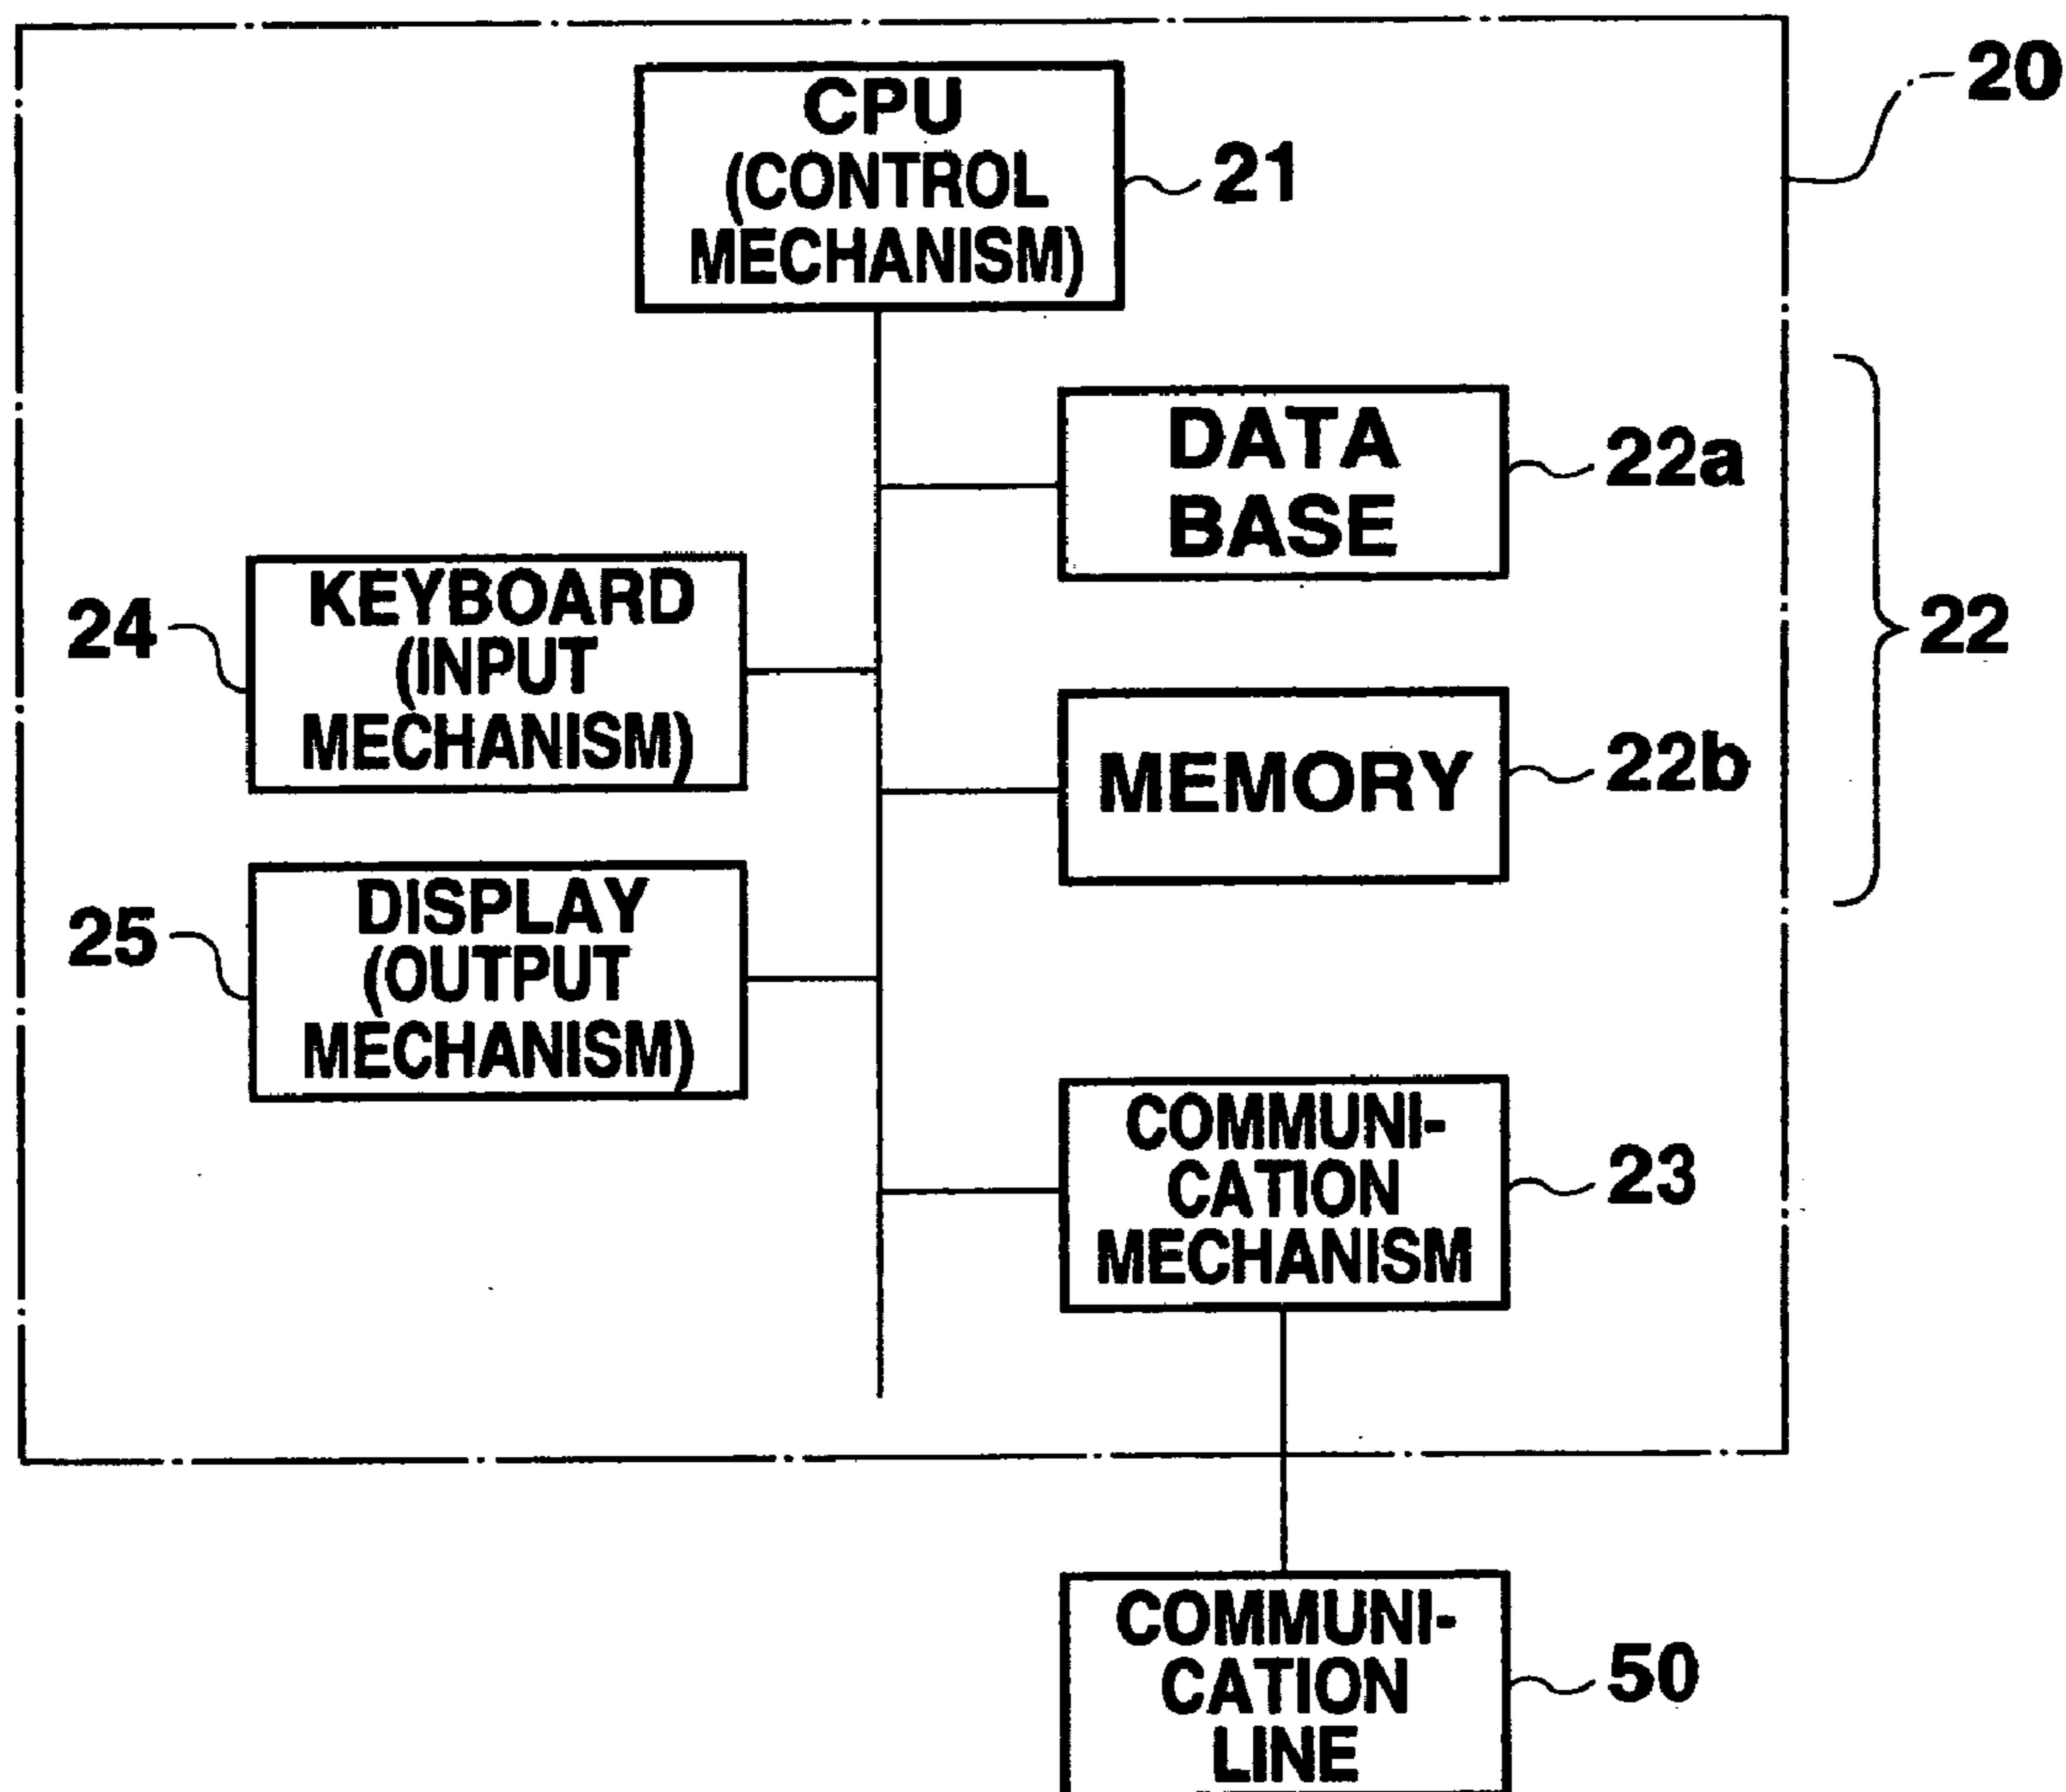 20
CPU
(CONTROL
MECHANISM)
21
DATA
BASE
22a
22
KEYBOARD
(INPUT
MECHANISM)
24
MEMORY
22b
DISPLAY
(OUTPUT
MECHANISM)
25
COMMUNI-
CATION
MECHANISM
23
COMMUNI-
CATION
LINE
50